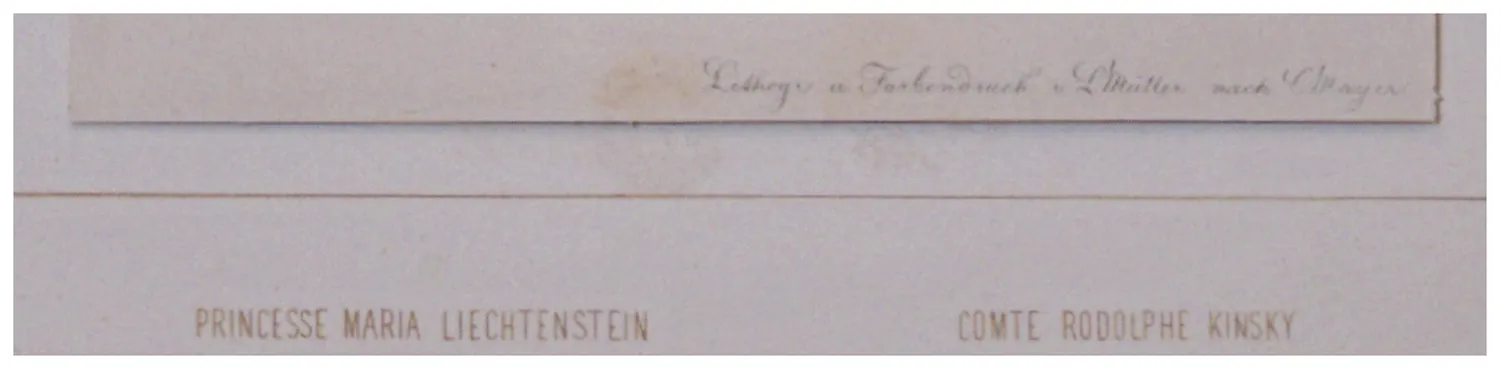 Lithogr u Farbendruck v L Müller nach C Mayer
PRINCESSE MARIA LIECHTENSTEIN COMTE RODOLPHE KINSKY